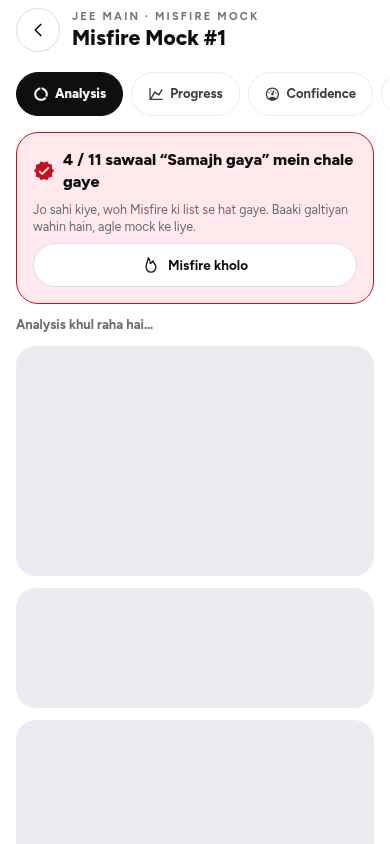 JEE MAIN · MISFIRE MOCK
Misfire Mock #1
Analysis
Progress
Confidence
4 / 11 sawaal “Samajh gaya” mein chale
gaye
Jo sahi kiye, woh Misfire ki list se hat gaye. Baaki galtiyan
wahin hain, agle mock ke liye.
Misfire kholo
Analysis khul raha hai...